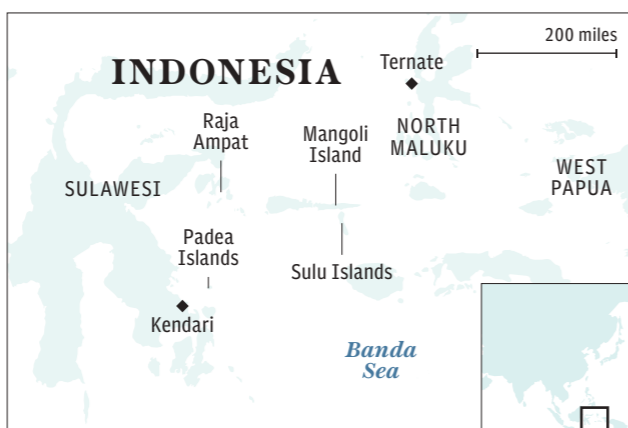 200 miles
INDONESIA
Ternate
Raja
Ampat
Mangoli
Island
NORTH
MALUKU
WEST
PAPUA
SULAWESI
Padea
Islands
Sulu Islands
Kendari
Banda
Sea